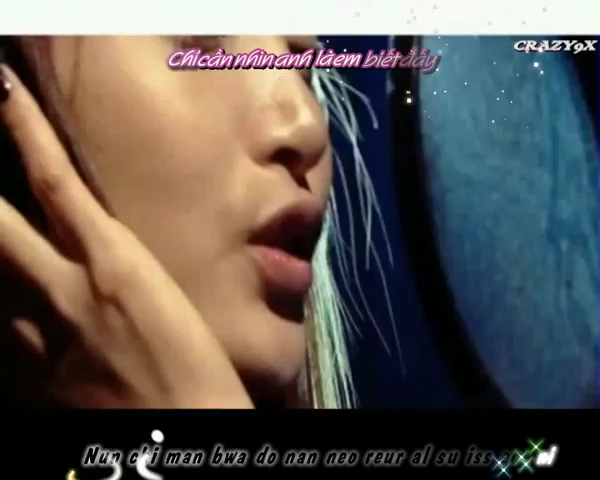 Chỉ cần nhìn anh là em biết đấy
CRAZY9X
Nun chi man bwa do nan neo reur al su iss